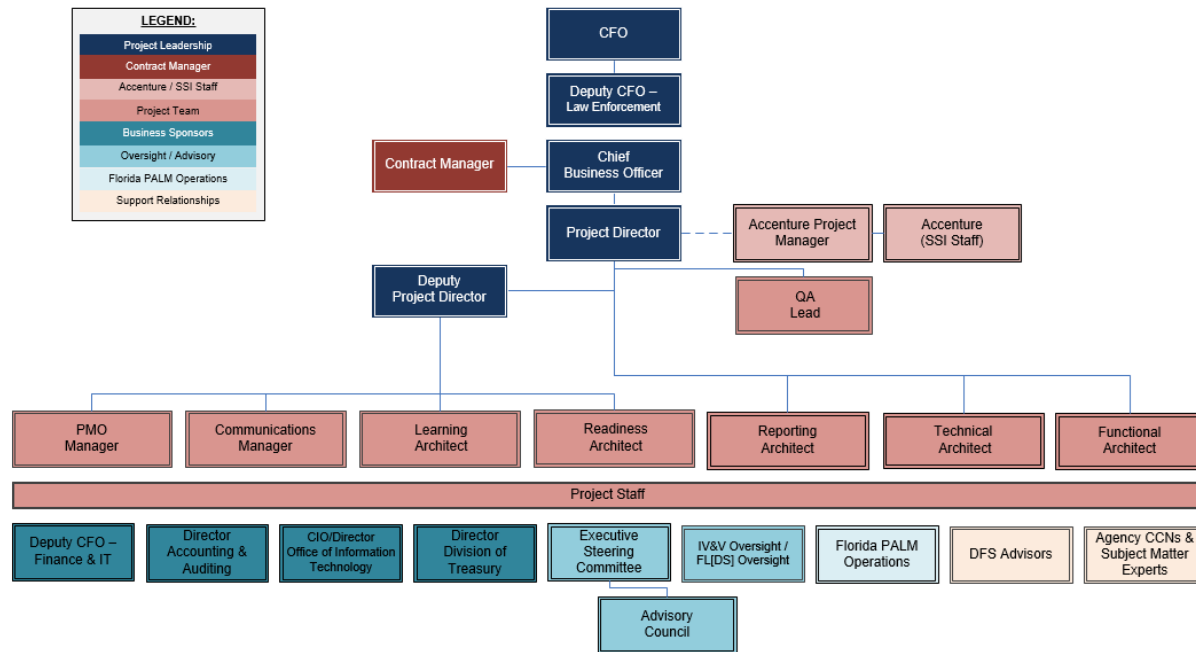 LEGEND:
Project Leadership
Contract Manager
Accenture / SSI Staff
Project Team
Business Sponsors
Oversight / Advisory
Florida PALM Operations
Support Relationships
CFO
Deputy CFO –
Law Enforcement
Contract Manager
Chief
Business Officer
Project Director
Accenture Project
Manager
Accenture
(SSI Staff)
Deputy
Project Director
QA
Lead
PMO
Manager
Communications
Manager
Learning
Architect
Readiness
Architect
Reporting
Architect
Technical
Architect
Functional
Architect
Project Staff
Deputy CFO –
Finance & IT
Director
Accounting &
Auditing
CIO/Director
Office of Information
Technology
Director
Division of
Treasury
Executive
Steering
Committee
IV&V Oversight /
FL[DS] Oversight
Florida PALM
Operations
DFS Advisors
Agency CCNs &
Subject Matter
Experts
Advisory
Council